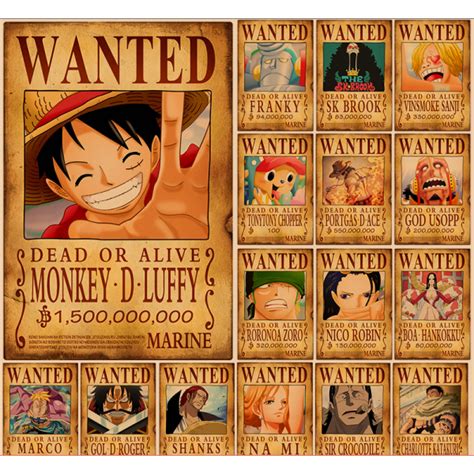 WANTED
DEAD OR ALIVE
MONKEY·D·LUFFY
฿1,500,000,000
MARINE
WANTED
DEAD OR ALIVE
FRANKY
฿ 94,000,000
MARINE
WANTED
THE
SK BROOK
DEAD OR ALIVE
SK BROOK
฿ 83,000,000
MARINE
WANTED
DEAD OR ALIVE
VINSMOKE SANJI
฿ 330,000,000
MARINE
WANTED
DEAD OR ALIVE
TONYTONY CHOPPER
100
MARINE
WANTED
DEAD OR ALIVE
PORTGAS·D·ACE
฿ 550,000,000
MARINE
WANTED
DEAD OR ALIVE
GOD USOPP
฿ 200,000,000
MARINE
WANTED
DEAD OR ALIVE
RORONOA ZORO
฿ 320,000,000
MARINE
WANTED
DEAD OR ALIVE
NICO ROBIN
฿ 130,000,000
MARINE
WANTED
DEAD OR ALIVE
BOA·HANKOKKU
MARINE
WANTED
DEAD OR ALIVE
MARCO
WANTED
DEAD OR ALIVE
GOL·D·ROGER
WANTED
DEAD OR ALIVE
SHANKS
WANTED
DEAD OR ALIVE
NA MI
WANTED
DEAD OR ALIVE
SIR CROCODILE
WANTED
DEAD OR ALIVE
CHARLOTTE KATAKURI